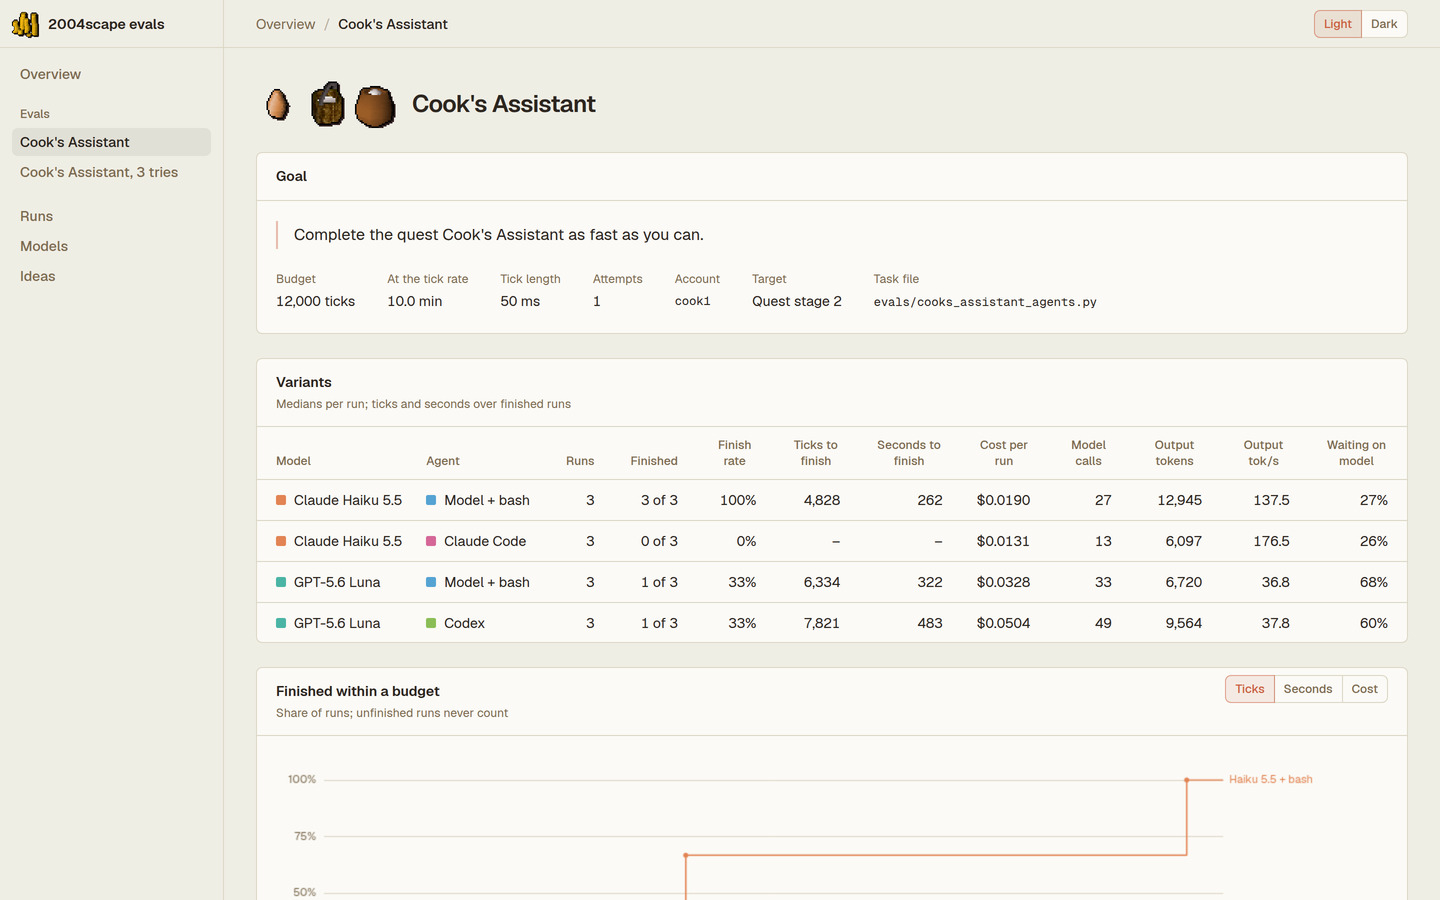 2004scape evals
Overview / Cook's Assistant
Light Dark
Overview
Evals
Cook's Assistant
Cook's Assistant, 3 tries
Runs
Models
Ideas
Cook's Assistant
Goal
Complete the quest Cook's Assistant as fast as you can.
Budget At the tick rate Tick length Attempts Account Target Task file
12,000 ticks 10.0 min 50 ms 1 cook1 Quest stage 2 evals/cooks_assistant_agents.py
Variants
Medians per run; ticks and seconds over finished runs
Model Agent Runs Finished Finish rate Ticks to finish Seconds to finish Cost per run Model calls Output tokens Output tok/s Waiting on model
Claude Haiku 5.5 Model + bash 3 3 of 3 100% 4,828 262 $0.0190 27 12,945 137.5 27%
Claude Haiku 5.5 Claude Code 3 0 of 3 0% – – $0.0131 13 6,097 176.5 26%
GPT-5.6 Luna Model + bash 3 1 of 3 33% 6,334 322 $0.0328 33 6,720 36.8 68%
GPT-5.6 Luna Codex 3 1 of 3 33% 7,821 483 $0.0504 49 9,564 37.8 60%
Finished within a budget
Share of runs; unfinished runs never count
Ticks Seconds Cost
100%
Haiku 5.5 + bash
75%
50%